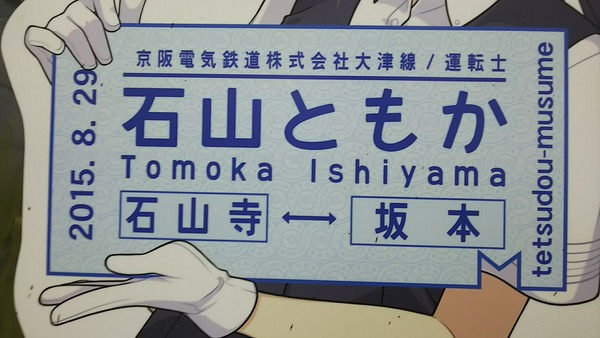 京阪電気鉄道株式会社大津線/運転士
石山ともか
Tomoka Ishiyama
石山寺 ↔ 坂本
2015.8.29
tetsudou-musume